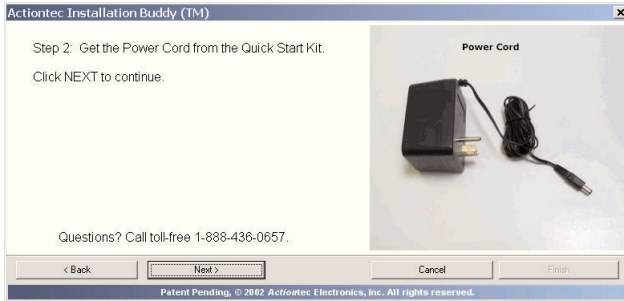 Actiontec Installation Buddy (TM)
Step 2: Get the Power Cord from the Quick Start Kit.
Click NEXT to continue.
Power Cord
Questions? Call toll-free 1-888-436-0657.
< Back
Next >
Cancel
Finish
Patent Pending, © 2002 Actiontec Electronics, Inc. All rights reserved.